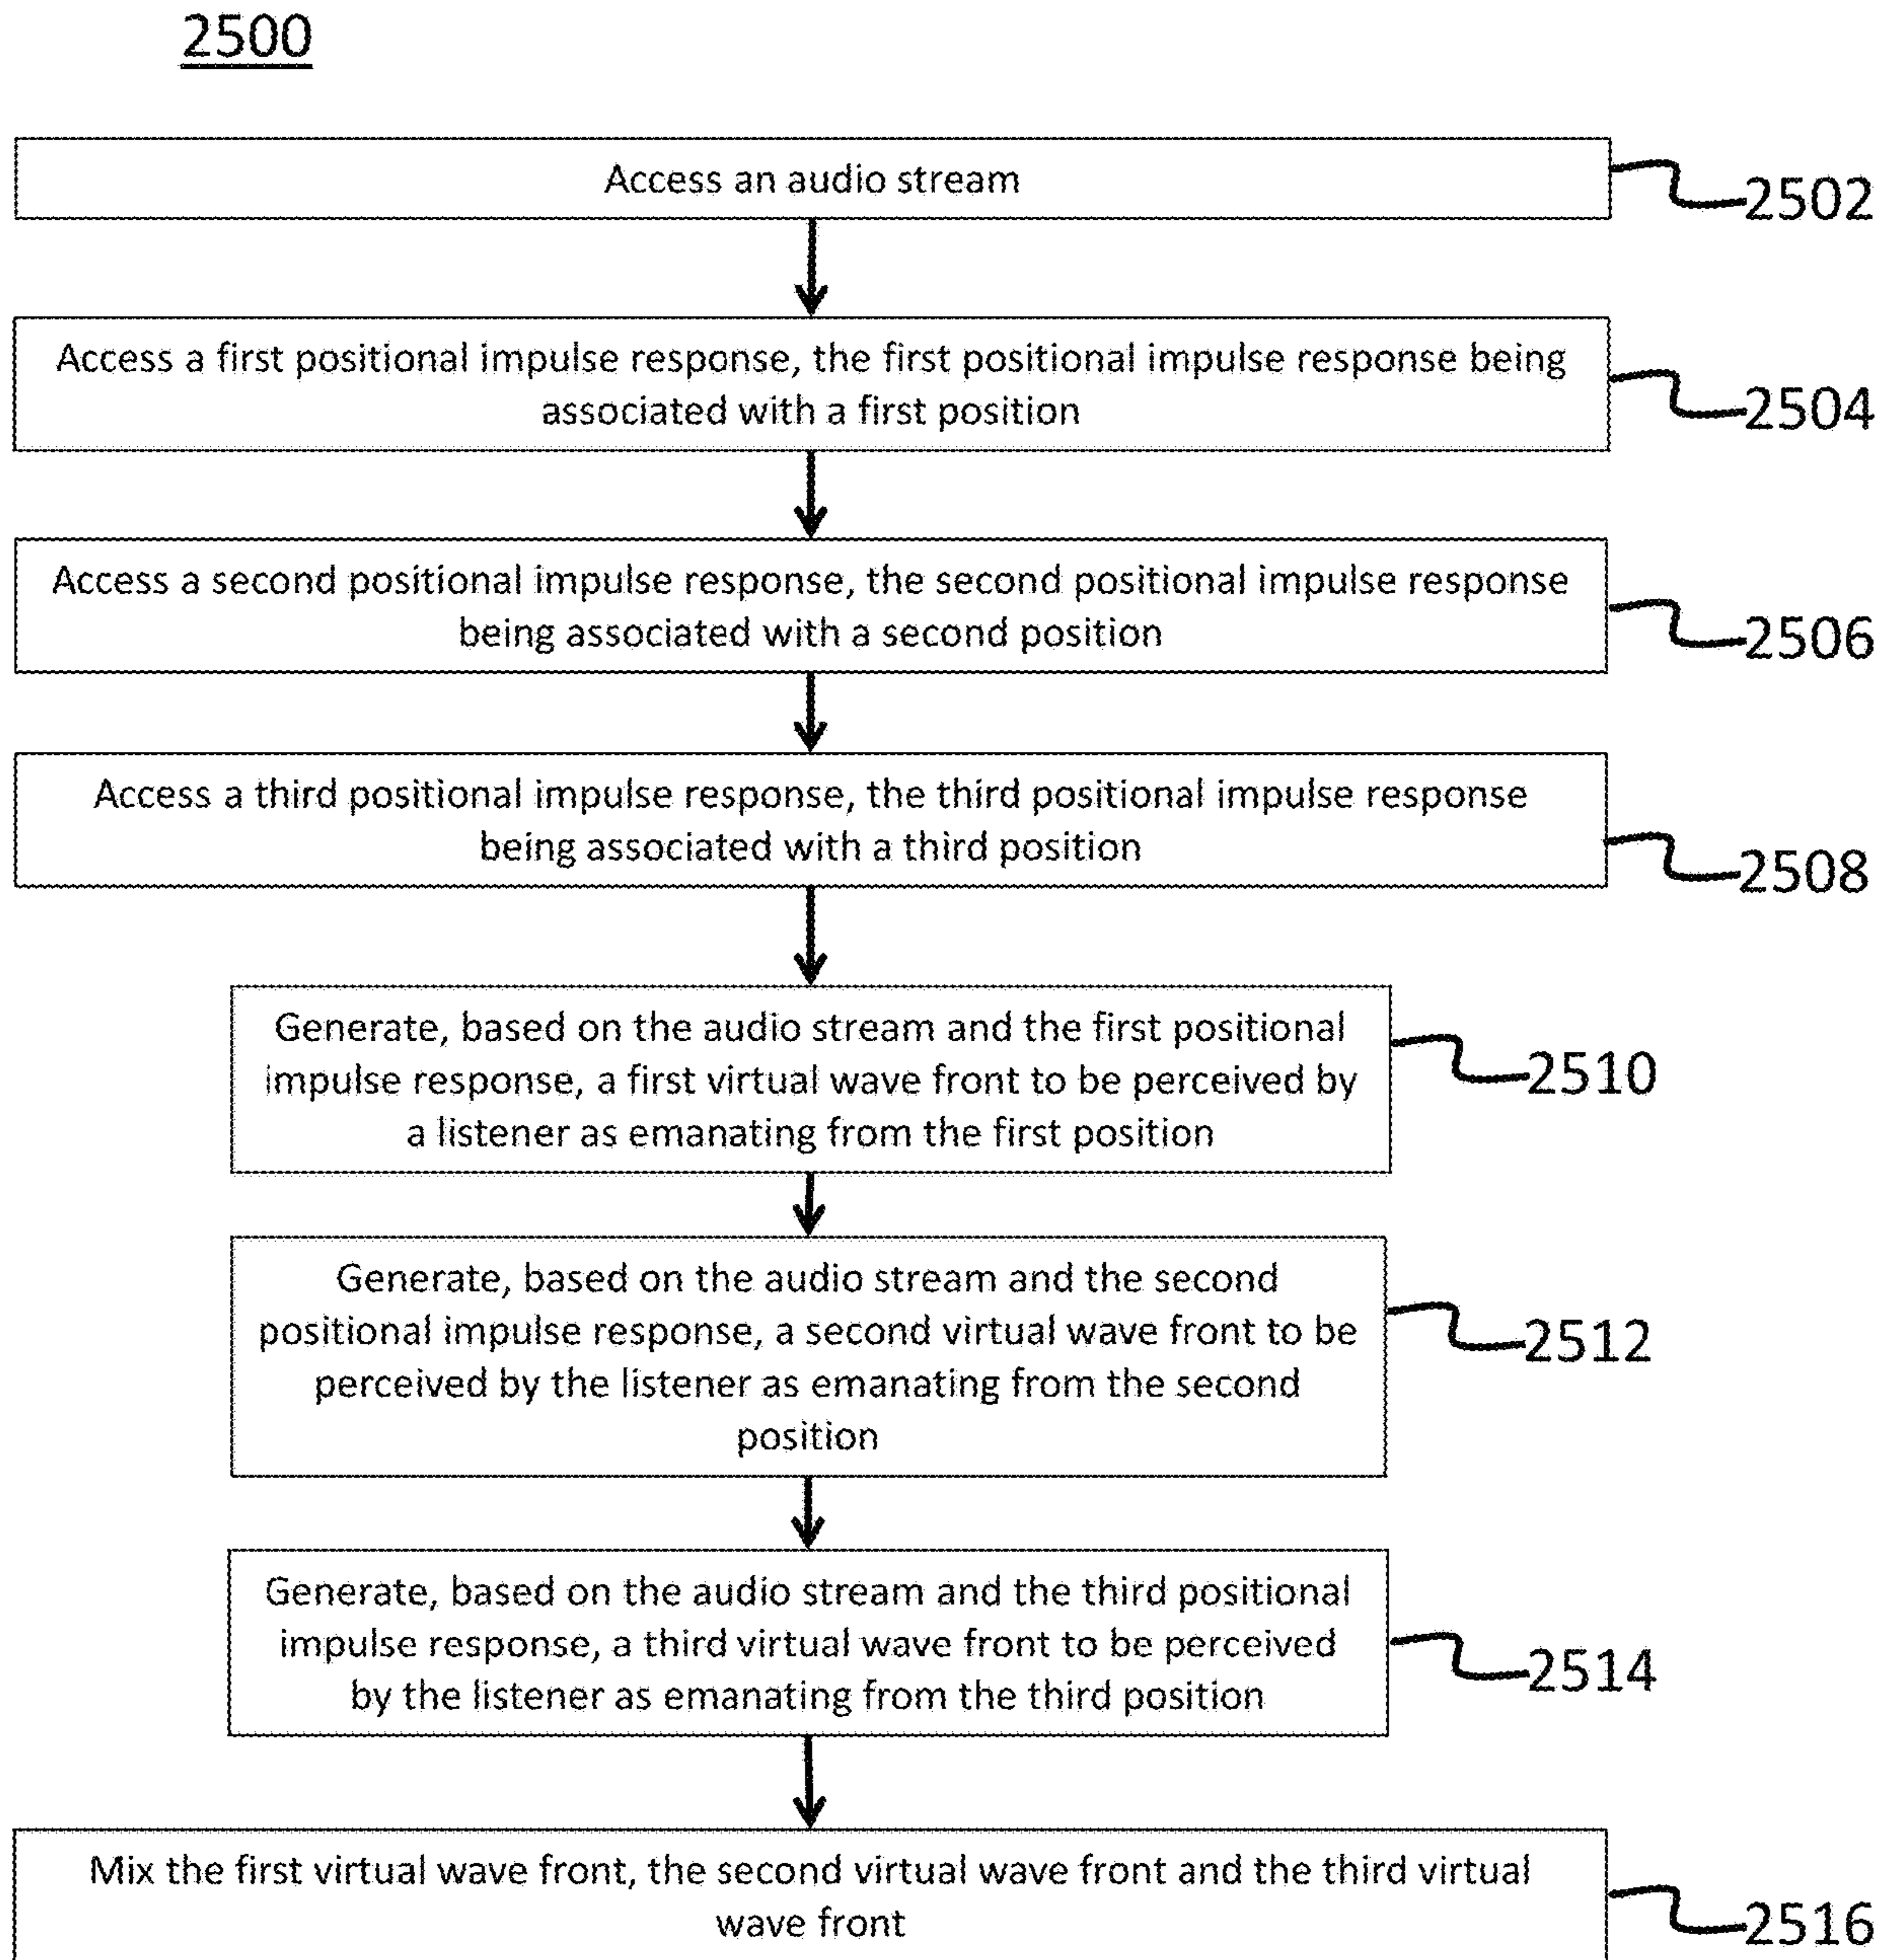 2500
Access an audio stream
2502
Access a first positional impulse response, the first positional impulse response being
associated with a first position
2504
Access a second positional impulse response, the second positional impulse response
being associated with a second position
2506
Access a third positional impulse response, the third positional impulse response
being associated with a third position
2508
Generate, based on the audio stream and the first positional
impulse response, a first virtual wave front to be perceived by
a listener as emanating from the first position
2510
Generate, based on the audio stream and the second
positional impulse response, a second virtual wave front to be
perceived by the listener as emanating from the second
position
2512
Generate, based on the audio stream and the third positional
impulse response, a third virtual wave front to be perceived
by the listener as emanating from the third position
2514
Mix the first virtual wave front, the second virtual wave front and the third virtual
wave front
2516